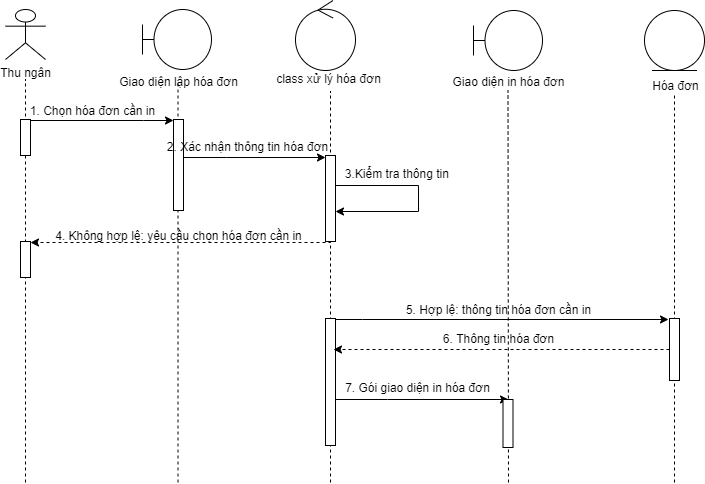 Thu ngân
Giao diện lập hóa đơn
class xử lý hóa đơn
Giao diện in hóa đơn
Hóa đơn
1. Chọn hóa đơn cần in
2. Xác nhận thông tin hóa đơn
3.Kiểm tra thông tin
4. Không hợp lệ: yêu cầu chọn hóa đơn cần in
5. Hợp lệ: thông tin hóa đơn cần in
6. Thông tin hóa đơn
7. Gói giao diện in hóa đơn